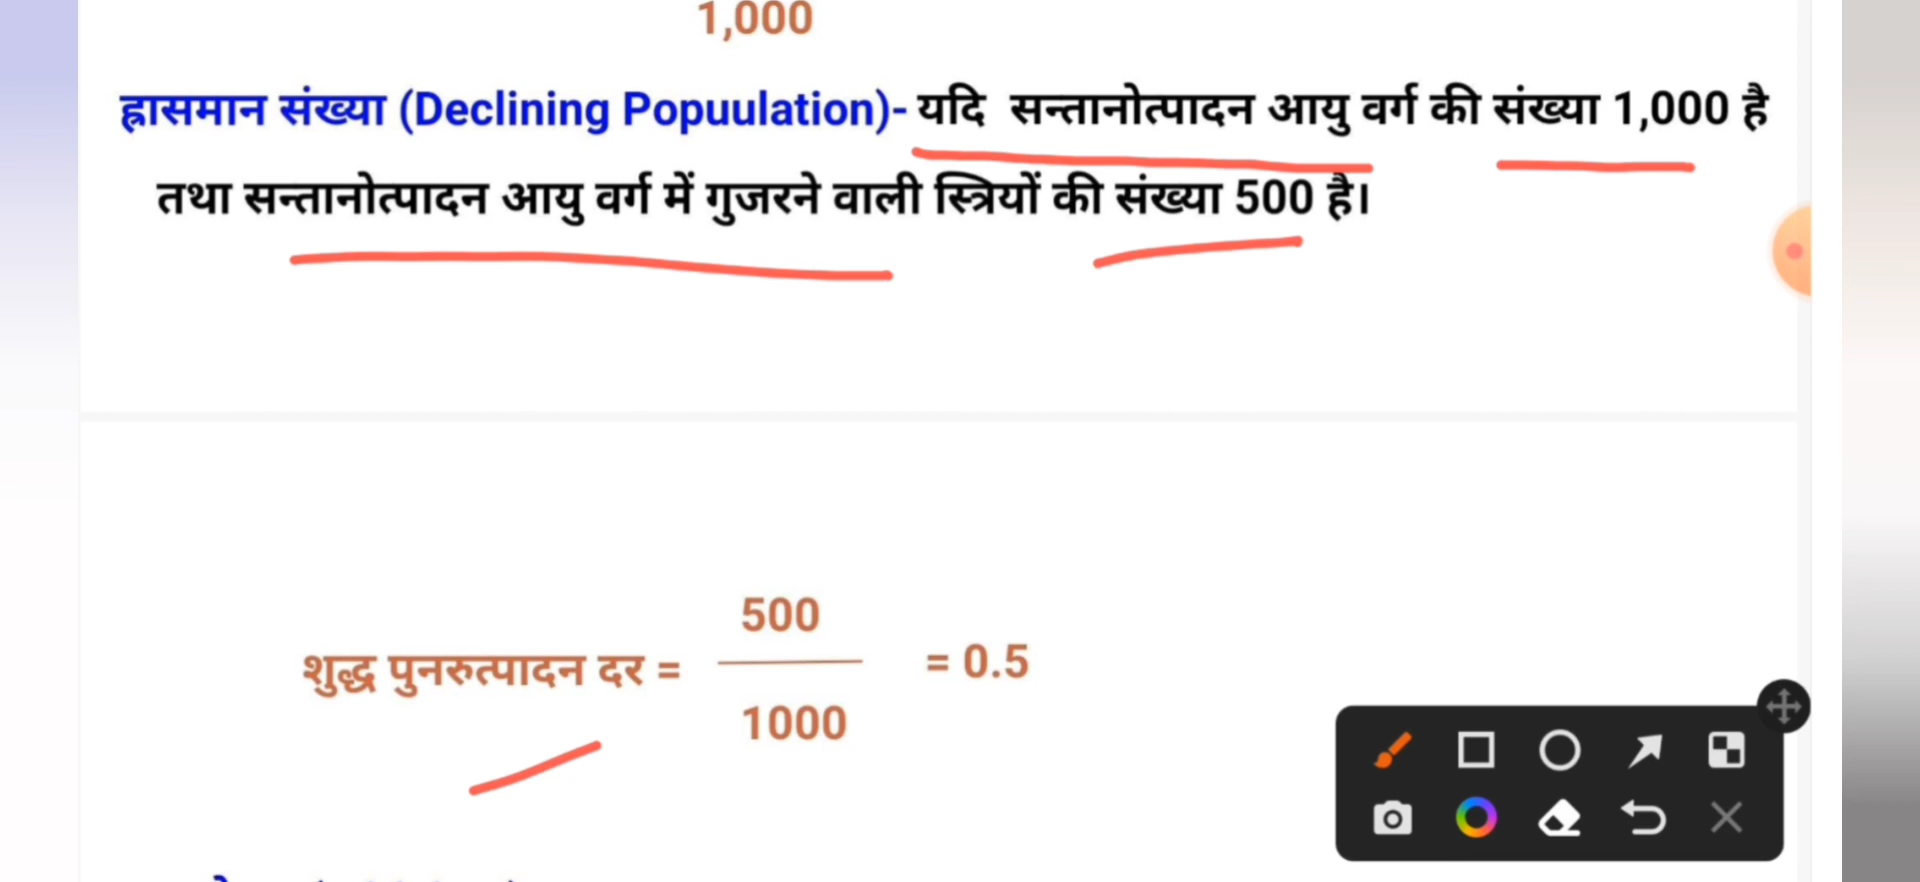 1,000
ह्रासमान संख्या (Declining Popuulation)- यदि सन्तानोत्पादन आयु वर्ग की संख्या 1,000 है
तथा सन्तानोत्पादन आयु वर्ग में गुजरने वाली स्त्रियों की संख्या 500 है।
500
शुद्ध पुनरुत्पादन दर = = 0.5
1000